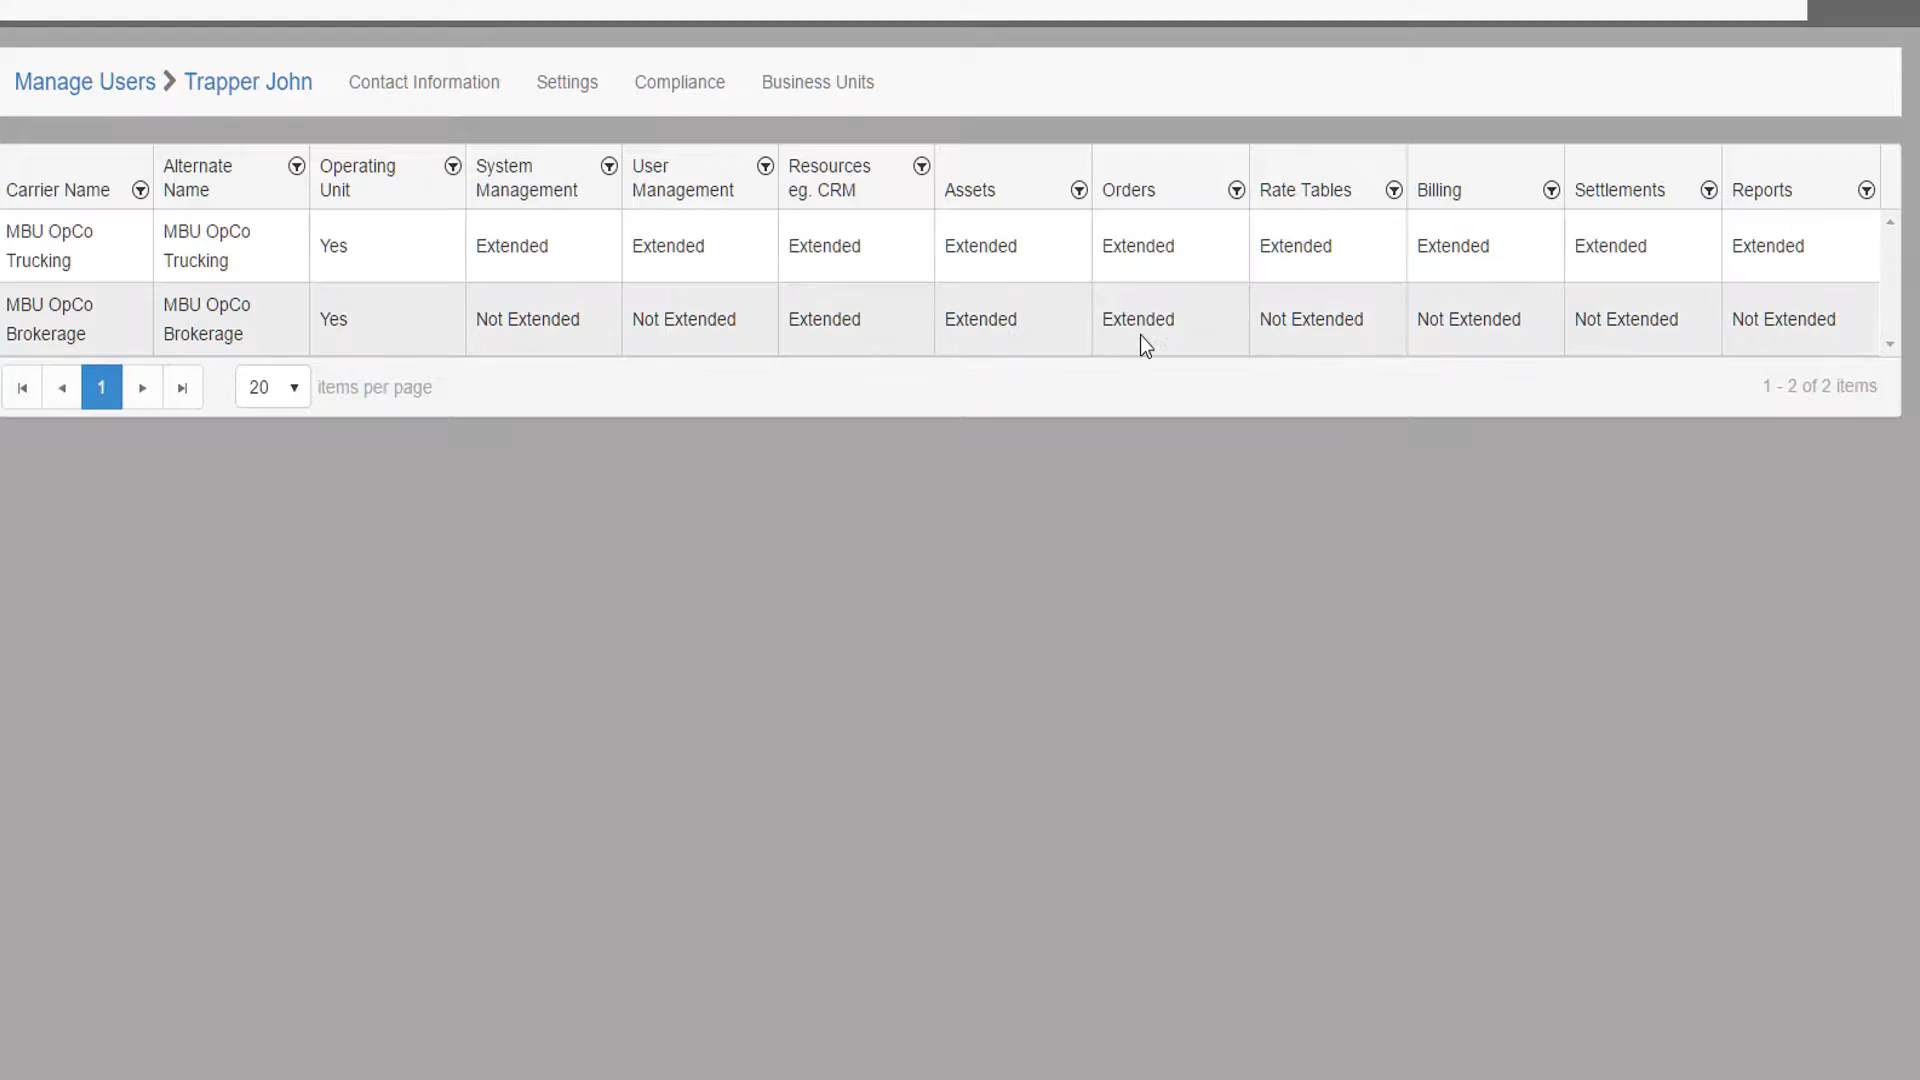 Manage Users Trapper John Contact Information Settings Compliance Business Units
Alternate Operating System User Resources
Carrier Name Name Unit Management Management eg. CRM Assets Orders Rate Tables Billing Settlements Reports
MBU OpCo MBU OpCo
Trucking Trucking Yes Extended Extended Extended Extended Extended Extended Extended Extended Extended
MBU OpCo MBU OpCo
Brokerage Brokerage Yes Not Extended Not Extended Extended Extended Extended Not Extended Not Extended Not Extended Not Extended
1 20 items per page 1 - 2 of 2 items